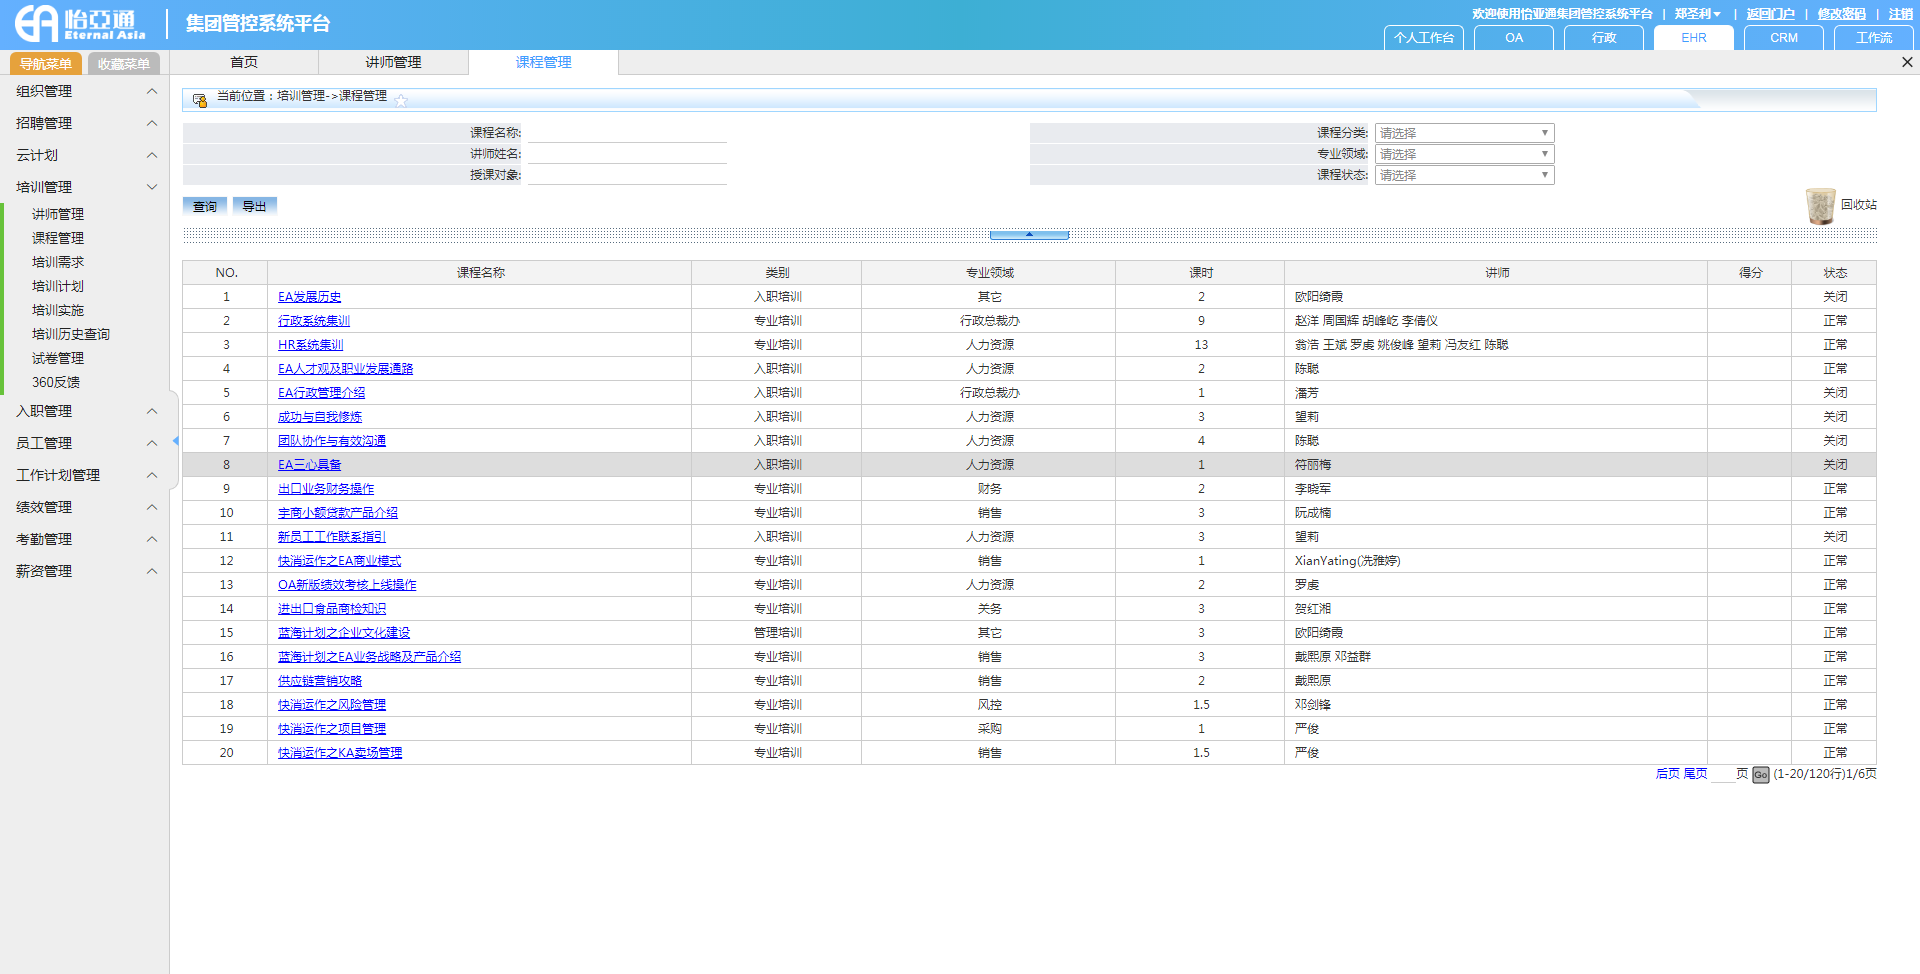 怡亞通 Eternal Asia 集团管控系统平台
欢迎使用怡亚通集团管控系统平台 | 郑圣利 | 返回门户 | 修改密码 | 注销
个人工作台 OA 行政 EHR CRM 工作流
导航菜单 收藏菜单 首页 讲师管理 课程管理
组织管理
招聘管理
云计划
培训管理
讲师管理
课程管理
培训需求
培训计划
培训实施
培训历史查询
试卷管理
360反馈
入职管理
员工管理
工作计划管理
绩效管理
考勤管理
薪资管理
当前位置：培训管理->课程管理
课程名称: 课程分类: 请选择
讲师姓名: 专业领域: 请选择
授课对象: 课程状态: 请选择
查询 导出 回收站
NO. 课程名称 类别 专业领域 课时 讲师 得分 状态
1 EA发展历史 入职培训 其它 2 欧阳绮霞 关闭
2 行政系统集训 专业培训 行政总裁办 9 赵洋 周国辉 胡峰屹 李倩仪 正常
3 HR系统集训 专业培训 人力资源 13 翁浩 王斌 罗虔 姚俊峰 望莉 冯友红 陈聪 正常
4 EA人才观及职业发展通路 入职培训 人力资源 2 陈聪 正常
5 EA行政管理介绍 入职培训 行政总裁办 1 潘芳 关闭
6 成功与自我修炼 入职培训 人力资源 3 望莉 关闭
7 团队协作与有效沟通 入职培训 人力资源 4 陈聪 关闭
8 EA三心具备 入职培训 人力资源 1 符丽梅 关闭
9 出口业务财务操作 专业培训 财务 2 李晓军 正常
10 宇商小额贷款产品介绍 专业培训 销售 3 阮成楠 正常
11 新员工工作联系指引 入职培训 人力资源 3 望莉 关闭
12 快消运作之EA商业模式 专业培训 销售 1 XianYating(冼雅婷) 正常
13 OA新版绩效考核上线操作 专业培训 人力资源 2 罗虔 正常
14 进出口食品商检知识 专业培训 关务 3 贺红湘 正常
15 蓝海计划之企业文化建设 管理培训 其它 3 欧阳绮霞 正常
16 蓝海计划之EA业务战略及产品介绍 专业培训 销售 3 戴熙原 邓益群 正常
17 供应链营销攻略 专业培训 销售 2 戴熙原 正常
18 快消运作之风险管理 专业培训 风控 1.5 邓剑锋 正常
19 快消运作之项目管理 专业培训 采购 1 严俊 正常
20 快消运作之KA卖场管理 专业培训 销售 1.5 严俊 正常
后页 尾页 页 Go (1-20/120行)1/6页